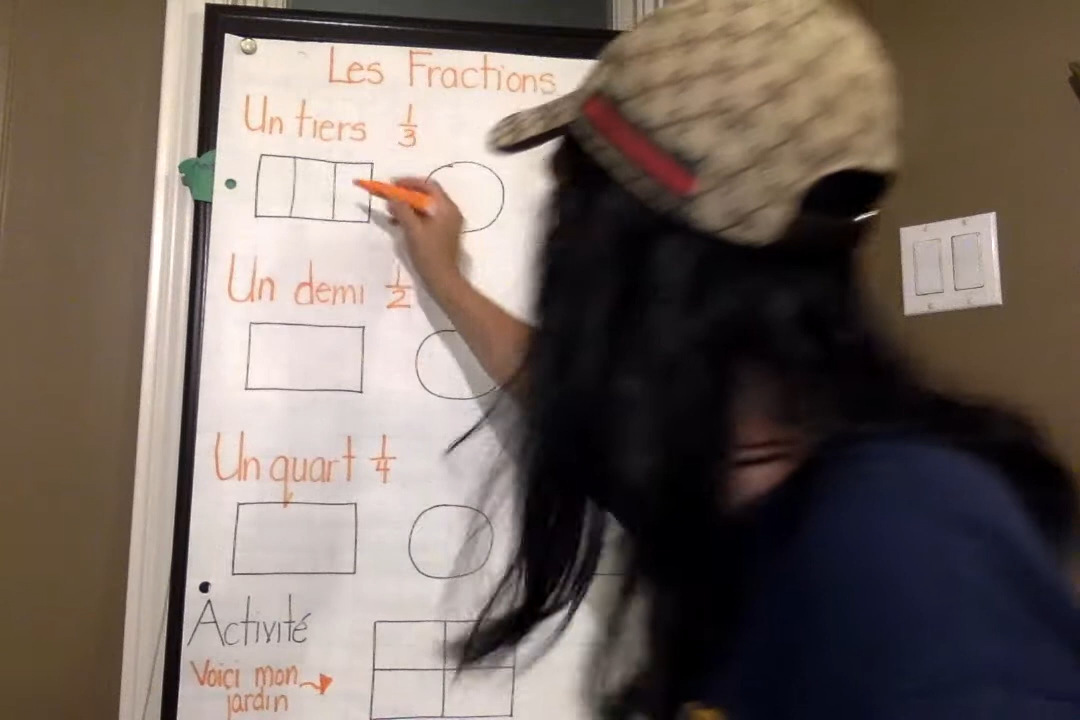 Les Fractions
Un tiers 1/3
Un demi 1/2
Un quart 1/4
Activité
Voici mon
jardin